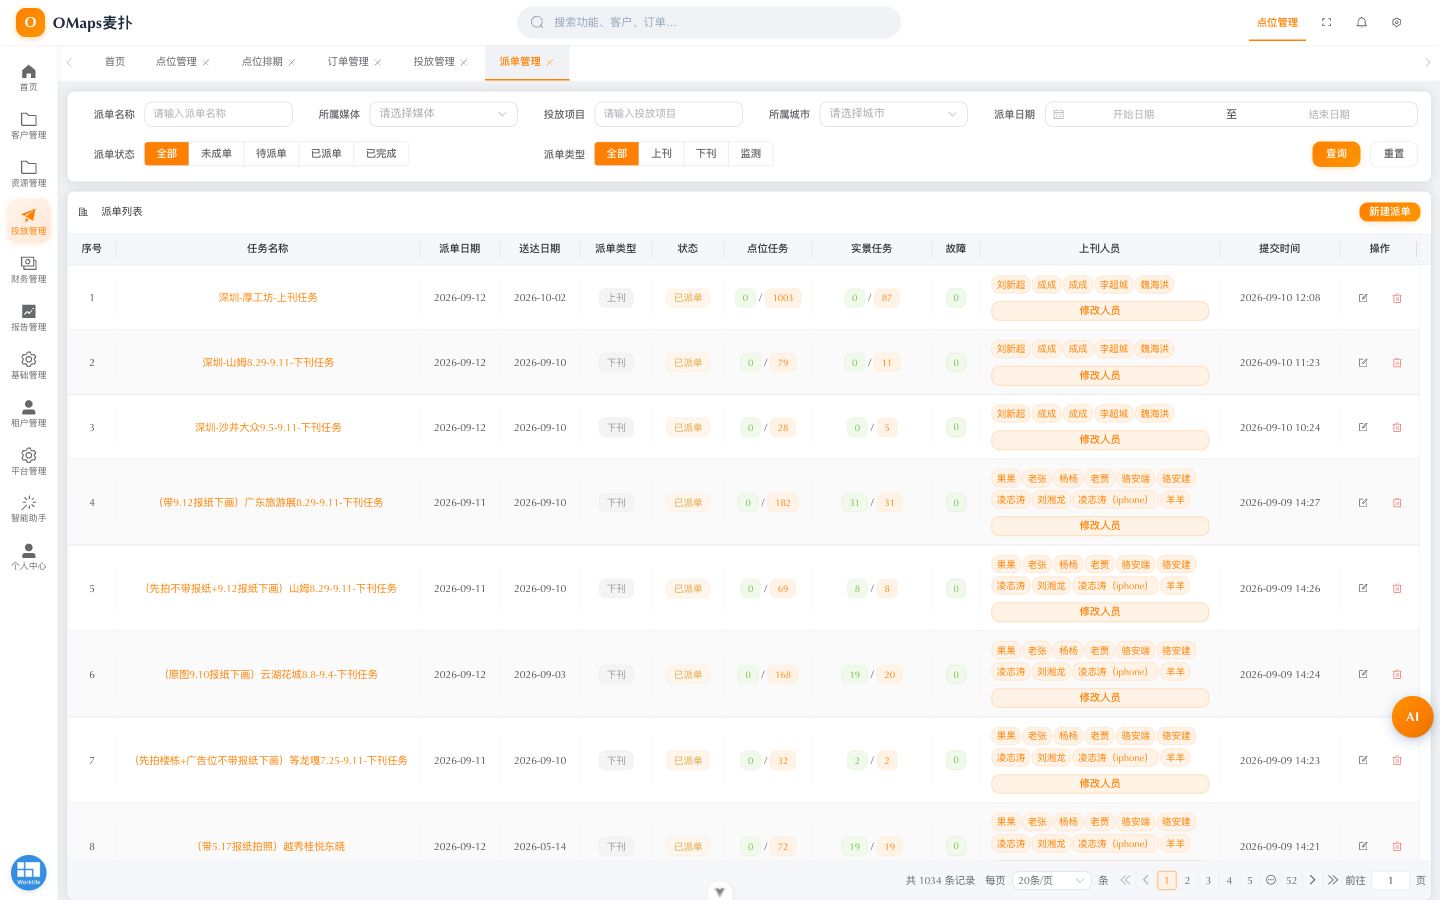 O OMaps麦扑 搜索功能、客户、订单... 点位管理
首页 点位管理 点位排期 订单管理 投放管理 派单管理
首页
客户管理
资源管理
投放管理
财务管理
报告管理
基础管理
租户管理
平台管理
智能助手
个人中心
Worktile
派单名称 请输入派单名称 所属媒体 请选择媒体 投放项目 请输入投放项目 所属城市 请选择城市 派单日期 开始日期 至 结束日期
派单状态 全部 未成单 待派单 已派单 已完成 派单类型 全部 上刊 下刊 监测 查询 重置
派单列表 新建派单
序号 任务名称 派单日期 送达日期 派单类型 状态 点位任务 实景任务 故障 上刊人员 提交时间 操作
刘新超 成成 成成 李超城 魏海洪
1 深圳-厚工坊-上刊任务 2026-09-12 2026-10-02 上刊 已派单 0 / 1003 0 / 87 0 2026-09-10 12:08
修改人员
刘新超 成成 成成 李超城 魏海洪
2 深圳-山姆8.29-9.11-下刊任务 2026-09-12 2026-09-10 下刊 已派单 0 / 79 0 / 11 0 2026-09-10 11:23
修改人员
刘新超 成成 成成 李超城 魏海洪
3 深圳-沙井大众9.5-9.11-下刊任务 2026-09-12 2026-09-10 下刊 已派单 0 / 28 0 / 5 0 2026-09-10 10:24
修改人员
果果 老张 杨杨 老贾 骆安端 骆安建
4 （带9.12报纸下画）广东旅游展8.29-9.11-下刊任务 2026-09-11 2026-09-10 下刊 已派单 0 / 182 31 / 31 0 凌志涛 刘湘龙 凌志涛（iphone） 羊羊 2026-09-09 14:27
修改人员
果果 老张 杨杨 老贾 骆安端 骆安建
5 （先拍不带报纸+9.12报纸下画）山姆8.29-9.11-下刊任务 2026-09-11 2026-09-10 下刊 已派单 0 / 69 8 / 8 0 凌志涛 刘湘龙 凌志涛（iphone） 羊羊 2026-09-09 14:26
修改人员
果果 老张 杨杨 老贾 骆安端 骆安建
6 （原图9.10报纸下画）云湖花城8.8-9.4-下刊任务 2026-09-12 2026-09-03 下刊 已派单 0 / 168 19 / 20 0 凌志涛 刘湘龙 凌志涛（iphone） 羊羊 2026-09-09 14:24
修改人员
AI
果果 老张 杨杨 老贾 骆安端 骆安建
7 （先拍楼栋+广告位不带报纸下画）等龙嘎7.25-9.11-下刊任务 2026-09-11 2026-09-10 下刊 已派单 0 / 32 2 / 2 0 凌志涛 刘湘龙 凌志涛（iphone） 羊羊 2026-09-09 14:23
修改人员
果果 老张 杨杨 老贾 骆安端 骆安建
8 （带5.17报纸拍照）越秀桂悦东晓 2026-09-12 2026-05-14 下刊 已派单 0 / 72 19 / 19 0 凌志涛 刘湘龙 凌志涛（iphone） 羊羊 2026-09-09 14:21
共 1034 条记录 每页 20条/页 条 1 2 3 4 5 52 前往 1 页